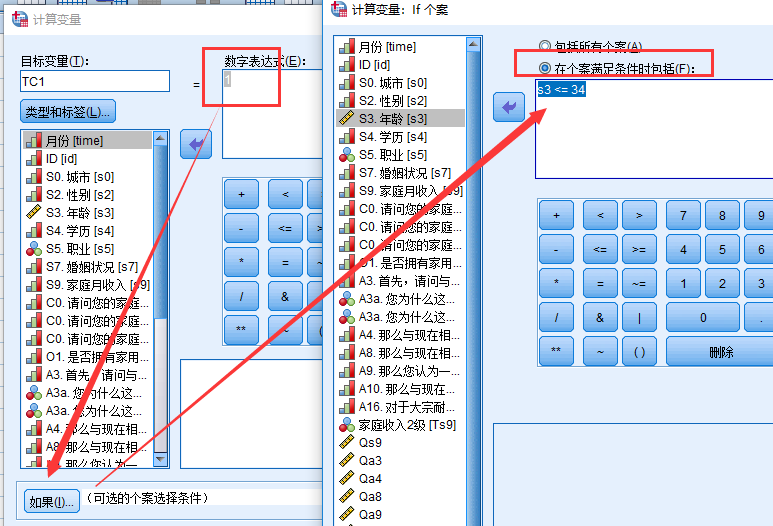 计算变量
目标变量(T):
TC1
=
数字表达式(E):
1
类型和标签(L)...
月份 [time]
ID [id]
S0. 城市 [s0]
S2. 性别 [s2]
S3. 年龄 [s3]
S4. 学历 [s4]
S5. 职业 [s5]
S7. 婚姻状况 [s7]
S9. 家庭月收入 [s9]
C0. 请问您的家庭...
C0. 请问您的家庭...
C0. 请问您的家庭...
O1. 是否拥有家用...
A3. 首先，请问与...
A3a. 您为什么这...
A3a. 您为什么这...
A4. 那么与现在相...
A8. 那么与现在相...
A9. 那么您认为一...
+ <
- <= >
* = ~
/ &
** ~ (
如果(I)...
(可选的个案选择条件)
计算变量: If 个案
月份 [time]
ID [id]
S0. 城市 [s0]
S2. 性别 [s2]
S3. 年龄 [s3]
S4. 学历 [s4]
S5. 职业 [s5]
S7. 婚姻状况 [s7]
S9. 家庭月收入 [s9]
C0. 请问您的家庭...
C0. 请问您的家庭...
C0. 请问您的家庭...
O1. 是否拥有家用...
A3. 首先，请问与...
A3a. 您为什么这...
A3a. 您为什么这...
A4. 那么与现在相...
A8. 那么与现在相...
A9. 那么您认为一...
A10. 那么与现在...
A16. 对于大宗耐...
家庭收入2级 [Ts9]
Qs9
Qa3
Qa4
Qa8
Qa9
包括所有个案(A)
在个案满足条件时包括(F):
s3 <= 34
+ < > 7 8 9
- <= >= 4 5 6
* = ~= 1 2 3
/ & | 0 .
** ~ ( ) 删除